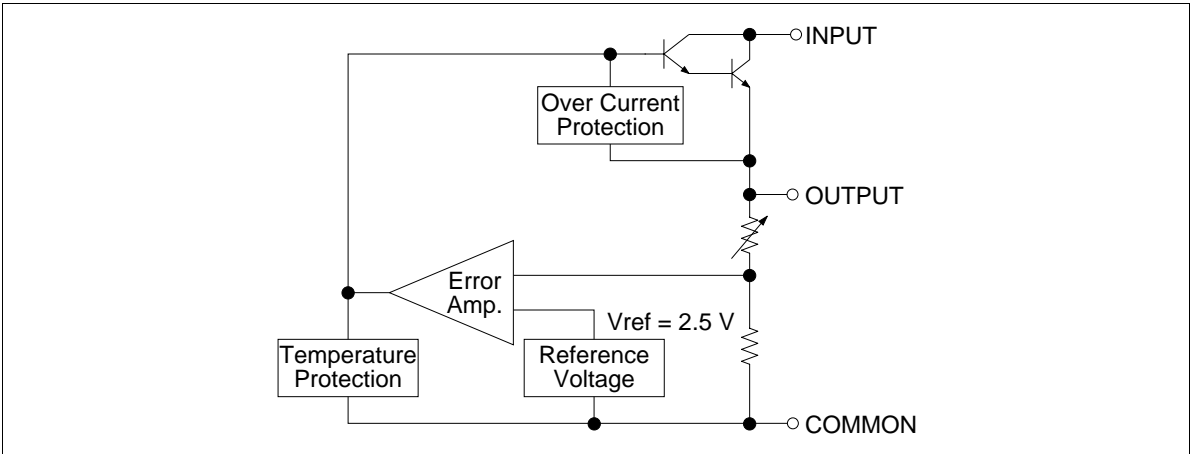 INPUT
Over Current
Protection
OUTPUT
Error
Amp.
Vref = 2.5 V
Temperature
Protection
Reference
Voltage
COMMON